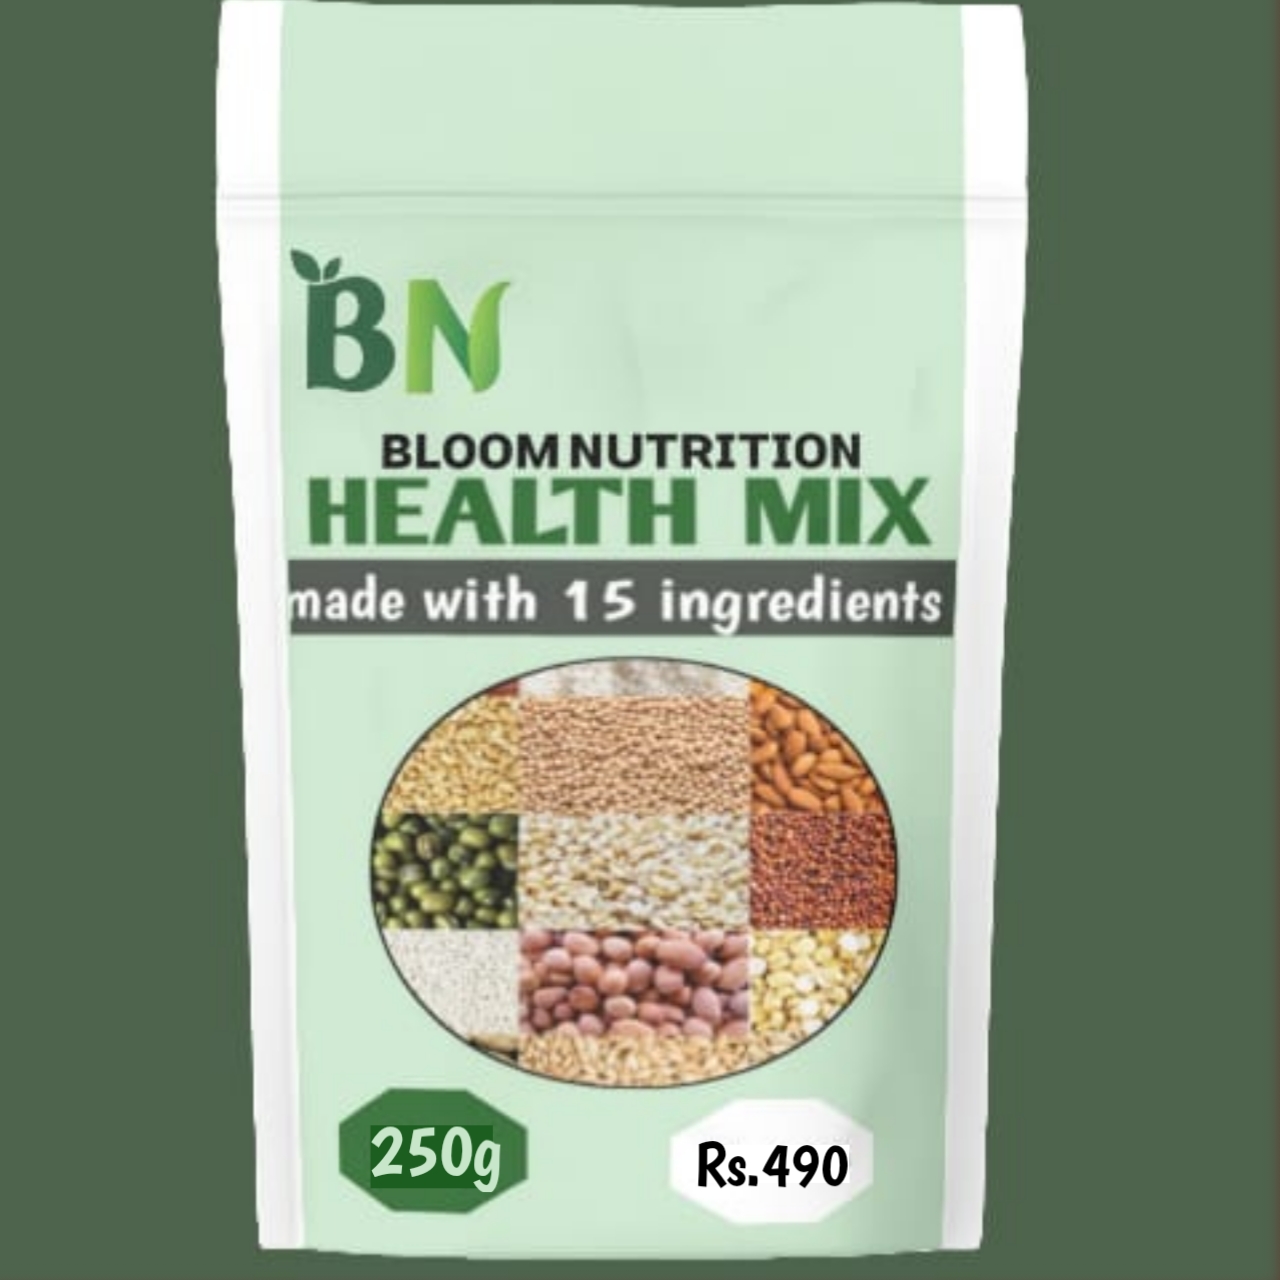 BN
BLOOM NUTRITION
HEALTH MIX
made with 15 ingredients
250g
Rs.490